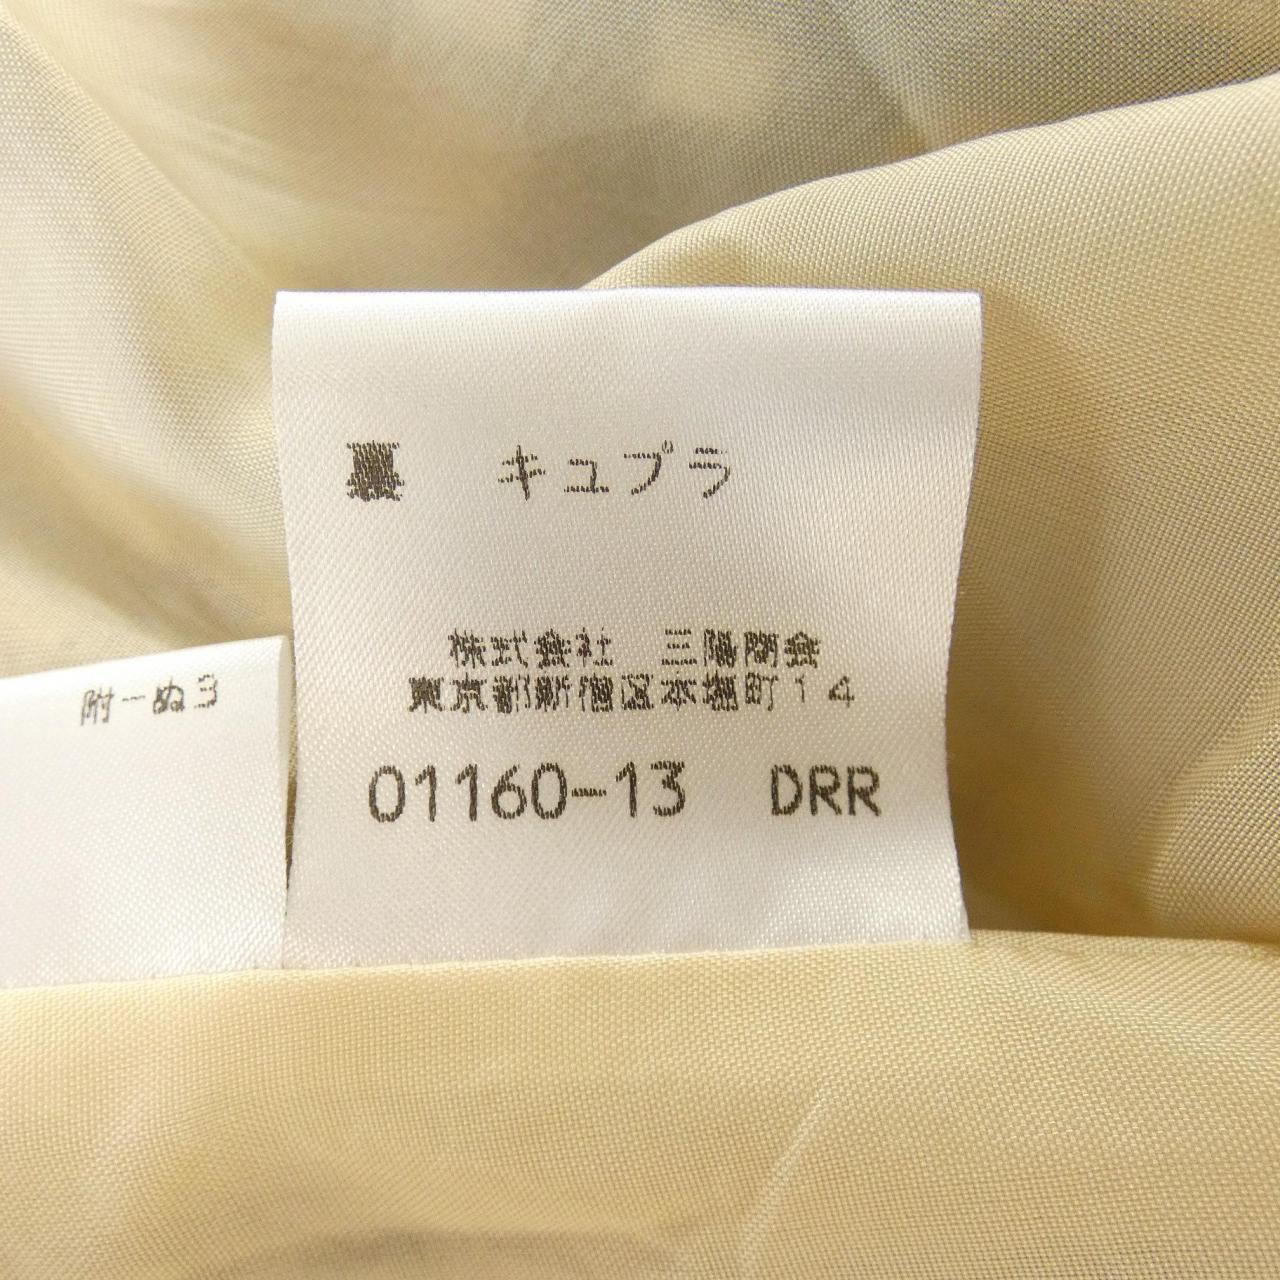 裏 キュプラ
株式会社 三陽商会
東京都新宿区本塩町14
01160-13 DRR
附-ぬ3